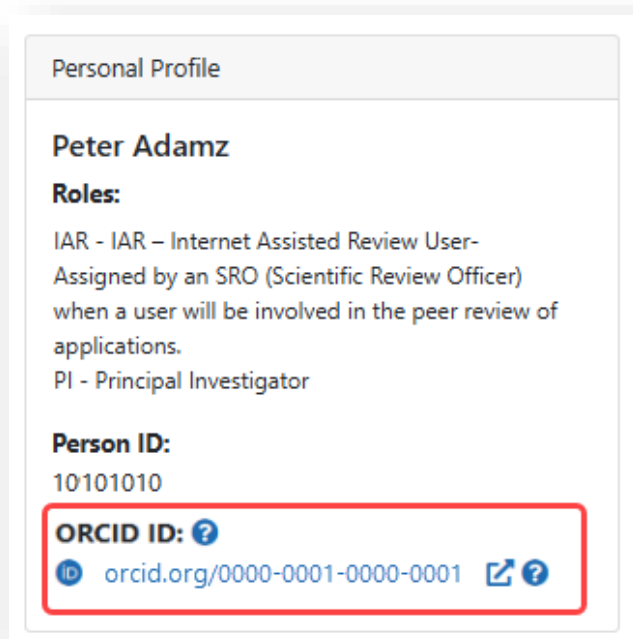 Personal Profile
Peter Adamz
Roles:
IAR - IAR – Internet Assisted Review User-
Assigned by an SRO (Scientific Review Officer)
when a user will be involved in the peer review of
applications.
PI - Principal Investigator
Person ID:
10101010
ORCID ID: ?
iD orcid.org/0000-0001-0000-0001 ?